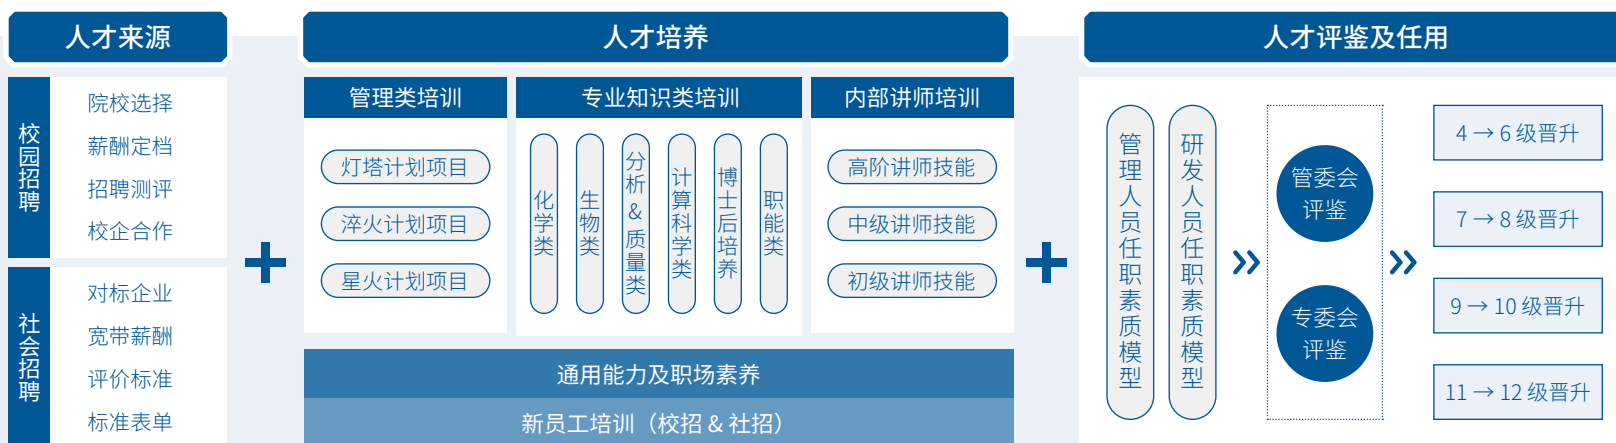 人才来源
校园招聘
院校选择
薪酬定档
招聘测评
校企合作
社会招聘
对标企业
宽带薪酬
评价标准
标准表单
人才培养
管理类培训
灯塔计划项目
淬火计划项目
星火计划项目
专业知识类培训
化学类
生物类
分析&质量类
计算科学类
博士后培养
职能类
内部讲师培训
高阶讲师技能
中级讲师技能
初级讲师技能
通用能力及职场素养
新员工培训（校招 & 社招）
人才评鉴及任用
管理人员任职素质模型
研发人员任职素质模型
管委会
评鉴
专委会
评鉴
4 → 6 级晋升
7 → 8 级晋升
9 → 10 级晋升
11 → 12 级晋升